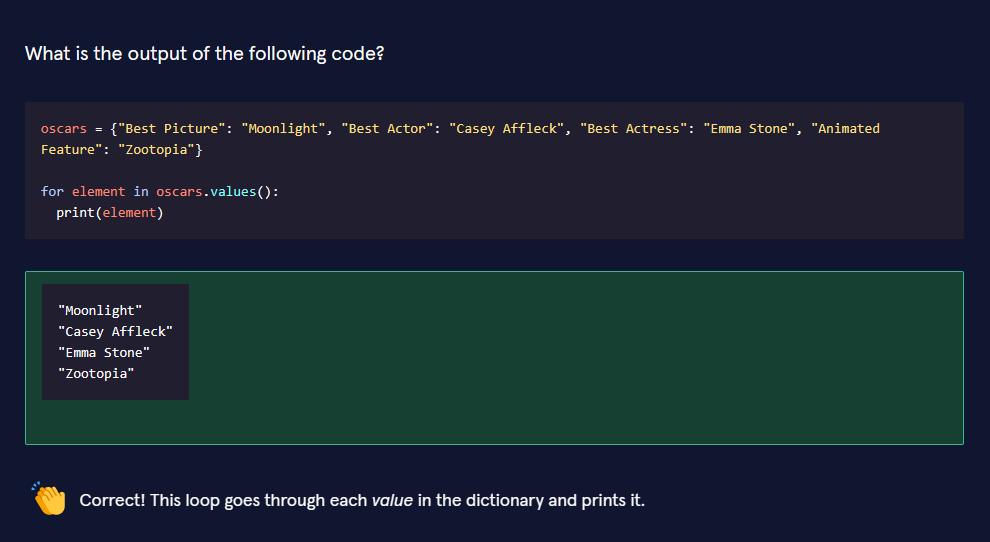 What is the output of the following code?
oscars = {"Best Picture": "Moonlight", "Best Actor": "Casey Affleck", "Best Actress": "Emma Stone", "Animated
Feature": "Zootopia"}
for element in oscars.values():
  print(element)
"Moonlight"
"Casey Affleck"
"Emma Stone"
"Zootopia"
Correct! This loop goes through each value in the dictionary and prints it.